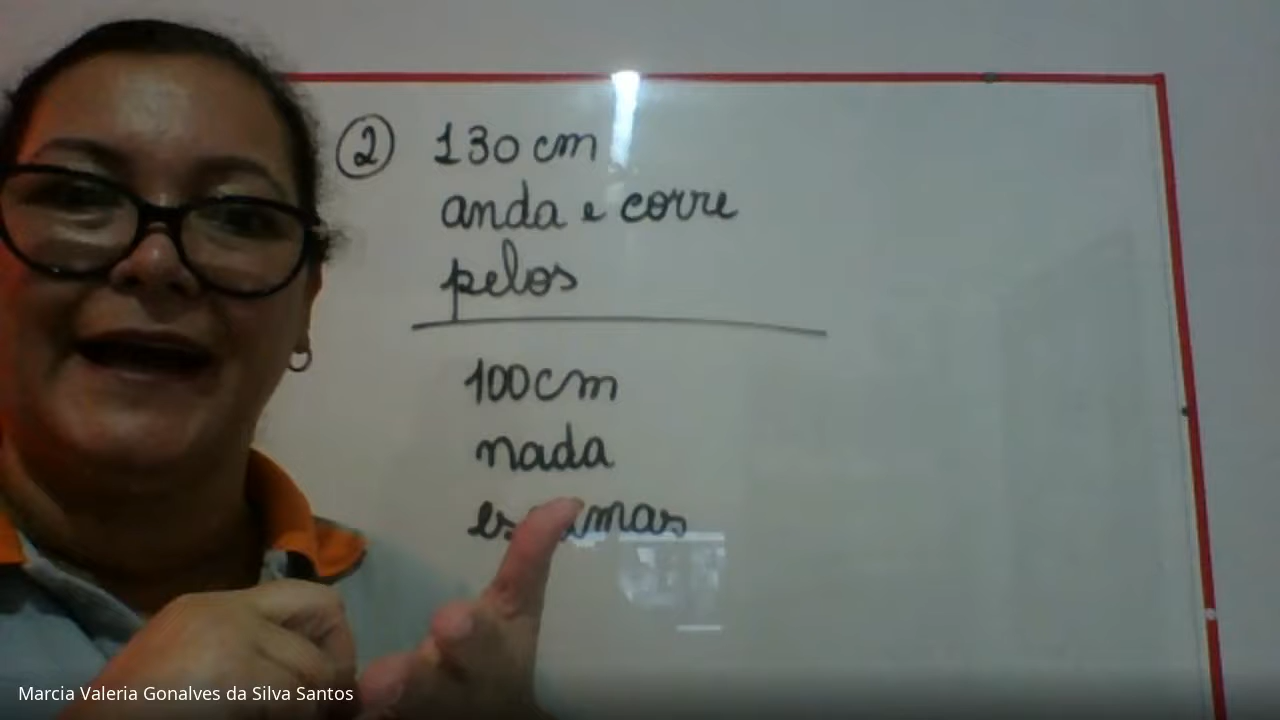 ② 130 cm
anda e corre
pelos
100cm
nada
Marcia Valeria Gonalves da Silva Santos